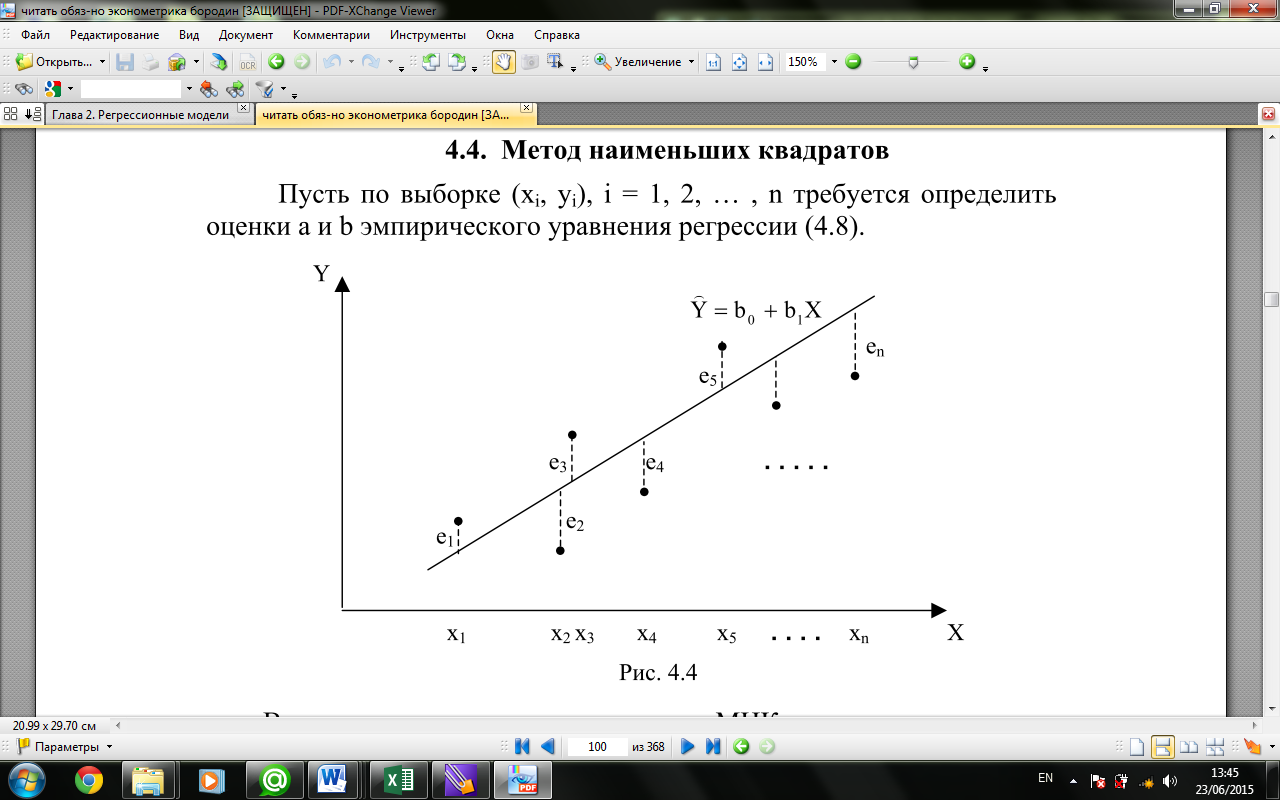 читать обяз-но эконометрика бородин [ЗАЩИЩЕН] - PDF-XChange Viewer
Файл Редактирование Вид Документ Комментарии Инструменты Окна Справка
Открыть... OCR Увеличение 1:1 150%
Глава 2. Регрессионные модели читать обяз-но эконометрика бородин [ЗА...
4.4. Метод наименьших квадратов
Пусть по выборке (xi, yi), i = 1, 2, … , n требуется определить
оценки a и b эмпирического уравнения регрессии (4.8).
Y
Ŷ = b0 + b1X
en
e5
e3 e4 . . . . .
e2
e1
x1 x2 x3 x4 x5 . . . . xn X
Рис. 4.4
МНК
20.99 x 29.70 см
Параметры 100 из 368
EN 13:45
23/06/2015
PDF